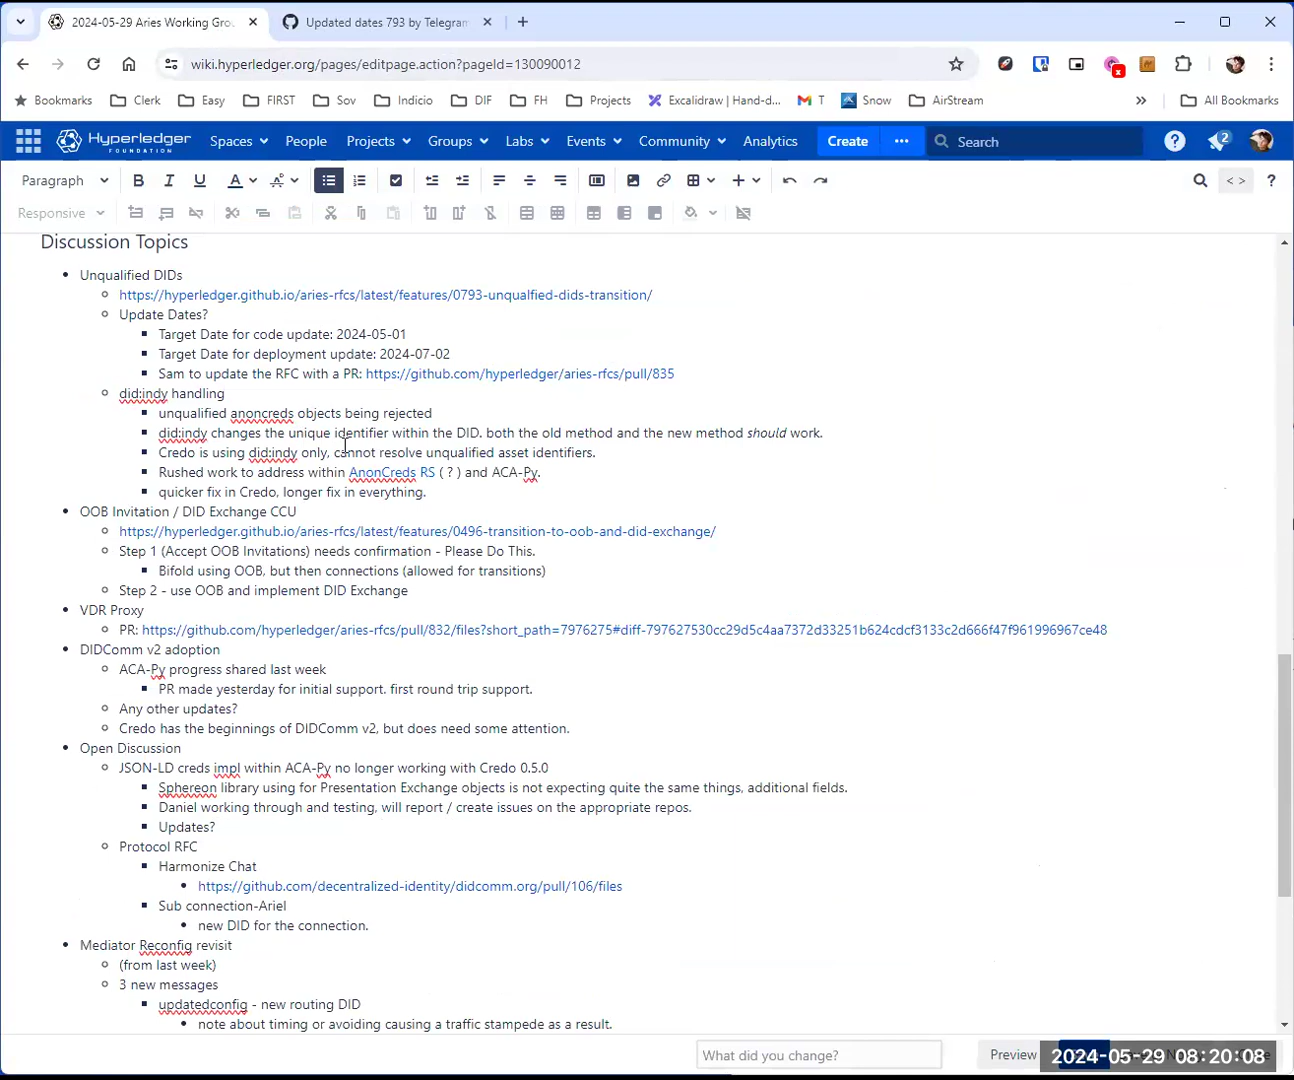 2024-05-29 Aries Working Gro
Updated dates 793 by Telegram
wiki.hyperledger.org/pages/editpage.action?pageId=130090012
Bookmarks Clerk Easy FIRST Sov Indicio DIF FH Projects Excalidraw | Hand-d... T Snow AirStream » All Bookmarks
HYPERLEDGER FOUNDATION Spaces People Projects Groups Labs Events Community Analytics Create ... Search 2
Paragraph B I U A
Responsive
Discussion Topics
Unqualified DIDs
https://hyperledger.github.io/aries-rfcs/latest/features/0793-unqualfied-dids-transition/
Update Dates?
Target Date for code update: 2024-05-01
Target Date for deployment update: 2024-07-02
Sam to update the RFC with a PR: https://github.com/hyperledger/aries-rfcs/pull/835
did:indy handling
unqualified anoncreds objects being rejected
did:indy changes the unique identifier within the DID. both the old method and the new method should work.
Credo is using did:indy only, cannot resolve unqualified asset identifiers.
Rushed work to address within AnonCreds RS ( ? ) and ACA-Py.
quicker fix in Credo, longer fix in everything.
OOB Invitation / DID Exchange CCU
https://hyperledger.github.io/aries-rfcs/latest/features/0496-transition-to-oob-and-did-exchange/
Step 1 (Accept OOB Invitations) needs confirmation - Please Do This.
Bifold using OOB, but then connections (allowed for transitions)
Step 2 - use OOB and implement DID Exchange
VDR Proxy
PR: https://github.com/hyperledger/aries-rfcs/pull/832/files?short_path=7976275#diff-797627530cc29d5c4aa7372d33251b624cdcf3133c2d666f47f961996967ce48
DIDComm v2 adoption
ACA-Py progress shared last week
PR made yesterday for initial support. first round trip support.
Any other updates?
Credo has the beginnings of DIDComm v2, but does need some attention.
Open Discussion
JSON-LD creds impl within ACA-Py no longer working with Credo 0.5.0
Sphereon library using for Presentation Exchange objects is not expecting quite the same things, additional fields.
Daniel working through and testing, will report / create issues on the appropriate repos.
Updates?
Protocol RFC
Harmonize Chat
https://github.com/decentralized-identity/didcomm.org/pull/106/files
Sub connection-Ariel
new DID for the connection.
Mediator Reconfig revisit
(from last week)
3 new messages
updatedconfig - new routing DID
note about timing or avoiding causing a traffic stampede as a result.
What did you change? Preview
2024-05-29 08:20:08